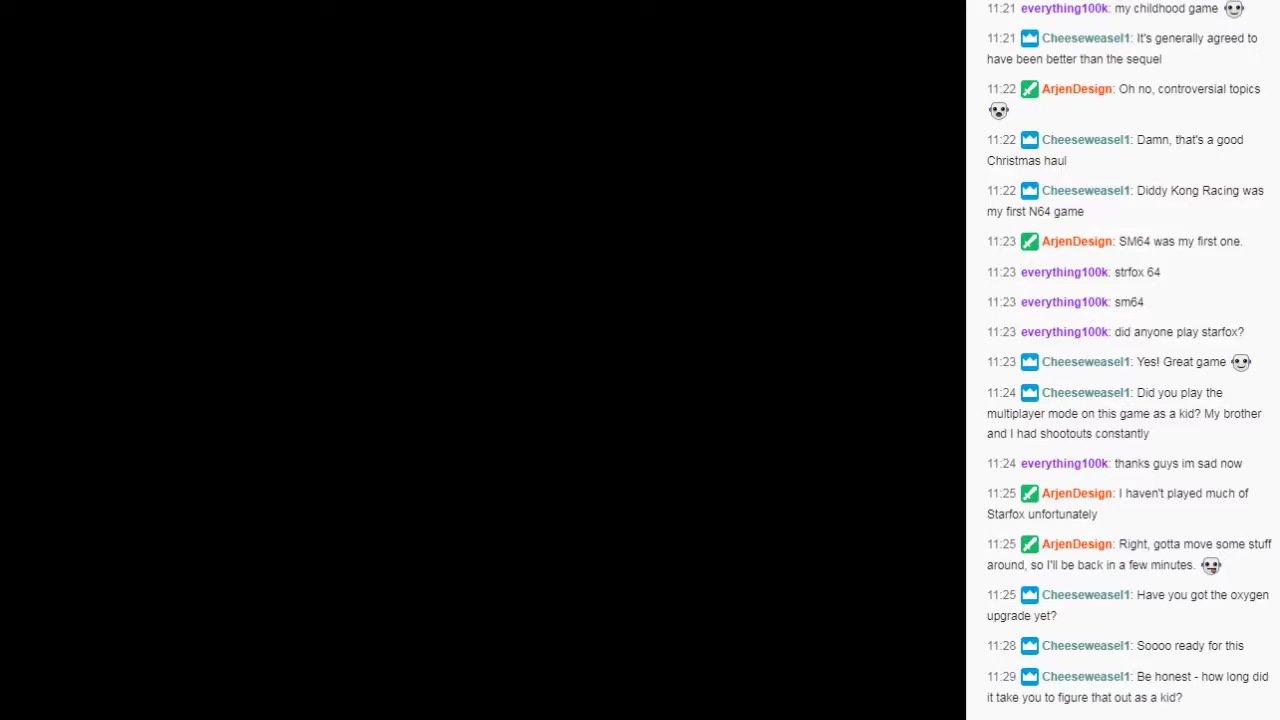 11:21 everything100k: my childhood game
11:21 Cheeseweasel1: It's generally agreed to
have been better than the sequel
11:22 ArjenDesign: Oh no, controversial topics
11:22 Cheeseweasel1: Damn, that's a good
Christmas haul
11:22 Cheeseweasel1: Diddy Kong Racing was
my first N64 game
11:23 ArjenDesign: SM64 was my first one.
11:23 everything100k: strfox 64
11:23 everything100k: sm64
11:23 everything100k: did anyone play starfox?
11:23 Cheeseweasel1: Yes! Great game
11:24 Cheeseweasel1: Did you play the
multiplayer mode on this game as a kid? My brother
and I had shootouts constantly
11:24 everything100k: thanks guys im sad now
11:25 ArjenDesign: I haven't played much of
Starfox unfortunately
11:25 ArjenDesign: Right, gotta move some stuff
around, so I'll be back in a few minutes.
11:25 Cheeseweasel1: Have you got the oxygen
upgrade yet?
11:28 Cheeseweasel1: Soooo ready for this
11:29 Cheeseweasel1: Be honest - how long did
it take you to figure that out as a kid?